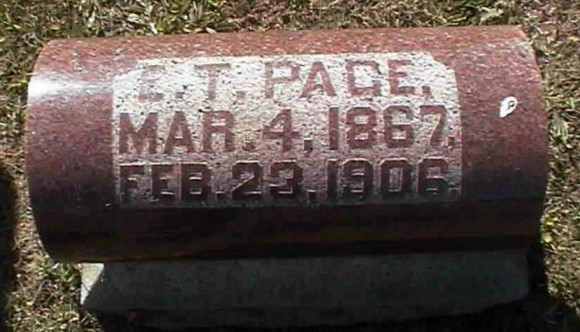 E. T. PAGE.
MAR. 4, 1867,
FEB. 23, 1906.